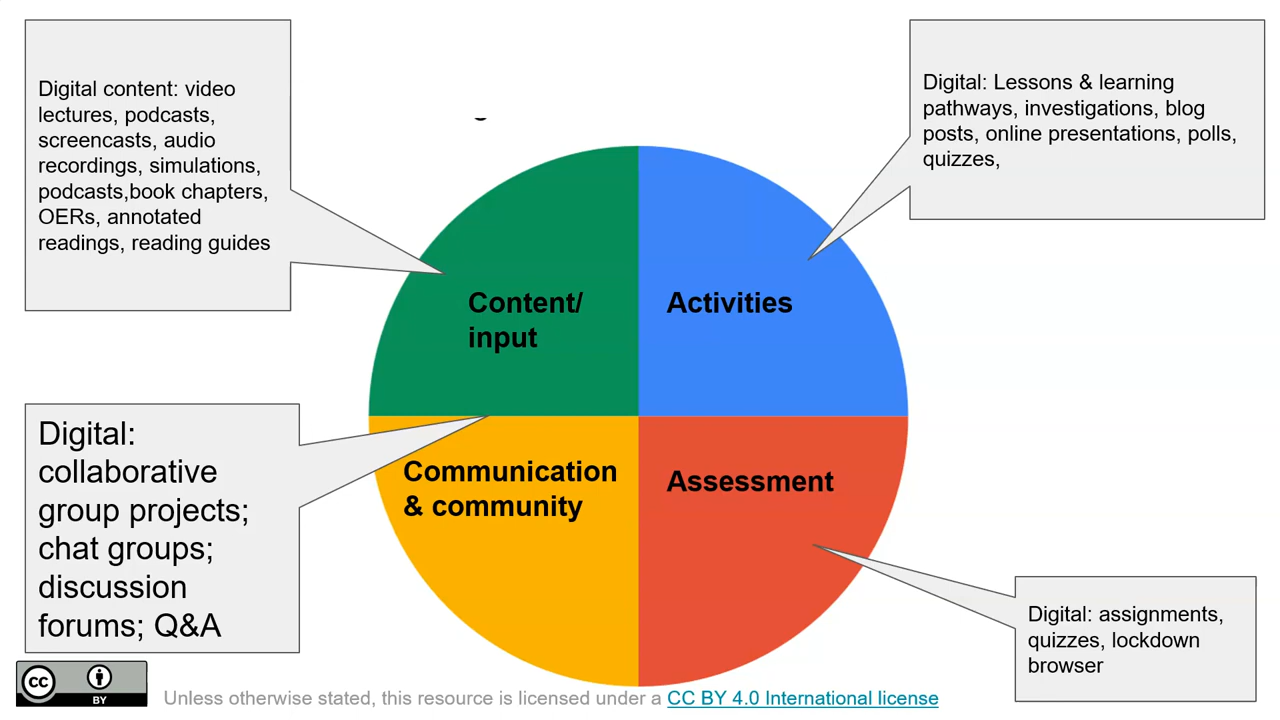 Digital content: video
lectures, podcasts,
screencasts, audio
recordings, simulations,
podcasts,book chapters,
OERs, annotated
readings, reading guides
Digital: Lessons & learning
pathways, investigations, blog
posts, online presentations, polls,
quizzes,
Content/
input
Activities
Digital:
collaborative
group projects;
chat groups;
discussion
forums; Q&A
Communication
& community
Assessment
Digital: assignments,
quizzes, lockdown
browser
cc
BY
Unless otherwise stated, this resource is licensed under a CC BY 4.0 International license